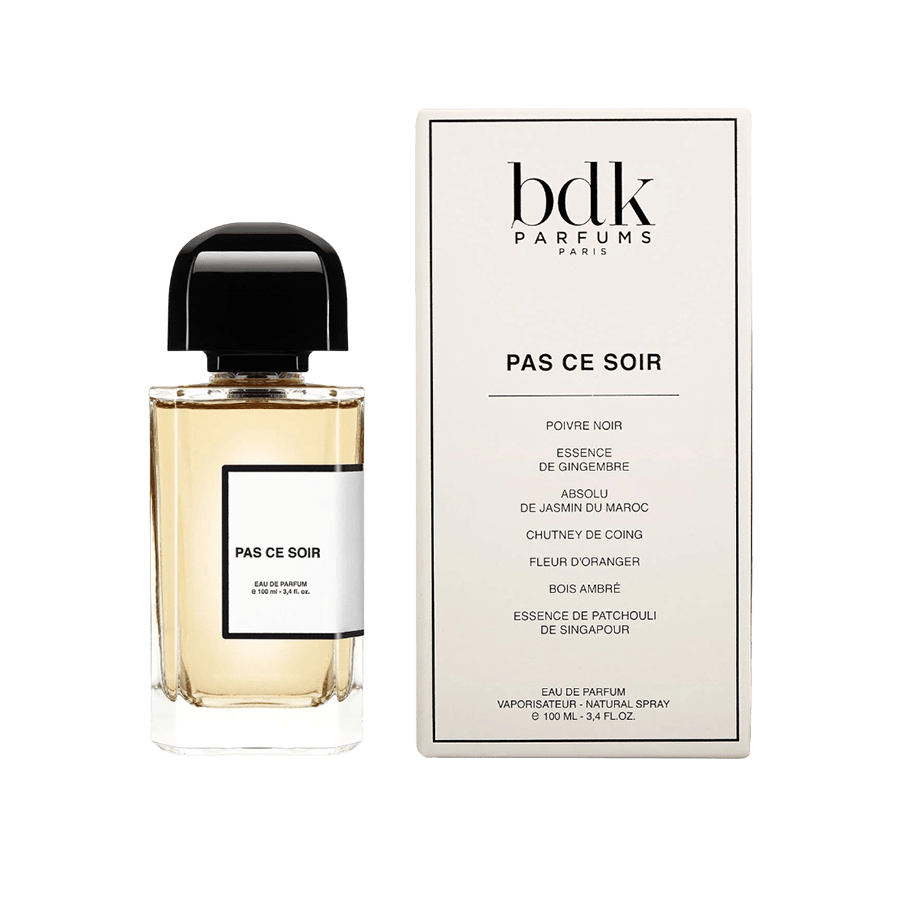 PAS CE SOIR
EAU DE PARFUM
℮ 100 ml - 3,4 fl. oz.
bdk
PARFUMS
PARIS
PAS CE SOIR
POIVRE NOIR
ESSENCE
DE GINGEMBRE
ABSOLU
DE JASMIN DU MAROC
CHUTNEY DE COING
FLEUR D'ORANGER
BOIS AMBRÉ
ESSENCE DE PATCHOULI
DE SINGAPOUR
EAU DE PARFUM
VAPORISATEUR - NATURAL SPRAY
℮ 100 ML - 3,4 FL.OZ.